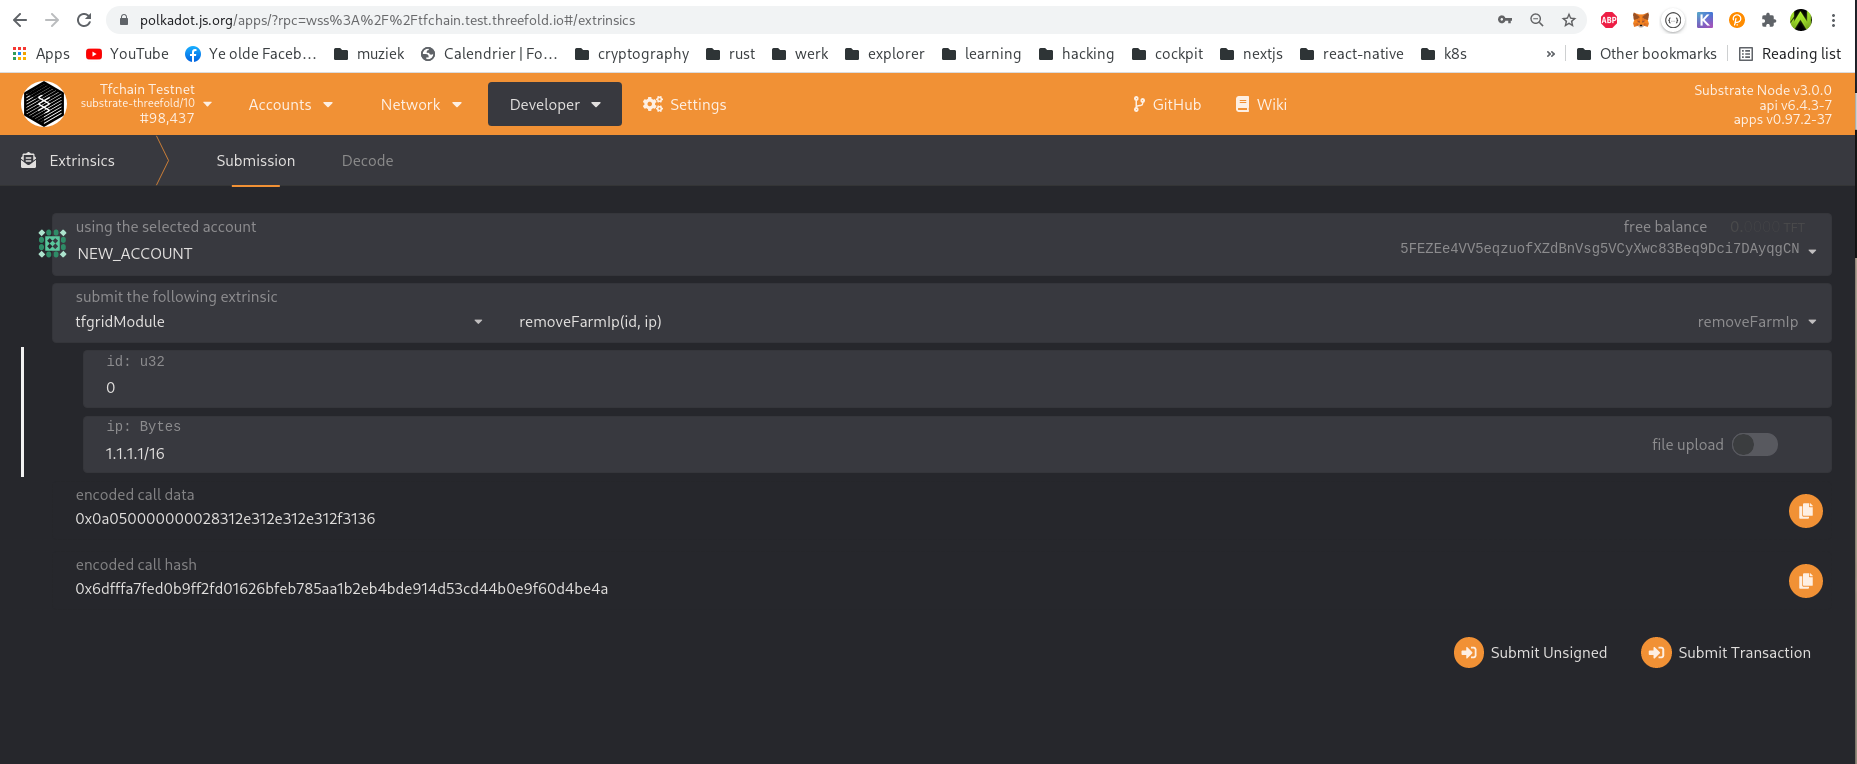 polkadot.js.org/apps/?rpc=wss%3A%2F%2Ftfchain.test.threefold.io#/extrinsics
Apps YouTube Ye olde Faceb... muziek Calendrier | Fo... cryptography rust werk explorer learning hacking cockpit nextjs react-native k8s » Other bookmarks Reading list
Tfchain Testnet
substrate-threefold/10
#98,437
Accounts Network Developer Settings GitHub Wiki
Substrate Node v3.0.0
api v6.4.3-7
apps v0.97.2-37
Extrinsics Submission Decode
using the selected account
NEW_ACCOUNT
free balance 0.0000 TFT
5FEZEe4VV5eqzuofXZdBnVsg5VCyXwc83Beq9Dci7DAyqgCN
submit the following extrinsic
tfgridModule removeFarmIp(id, ip) removeFarmIp
id: u32
0
ip: Bytes
1.1.1.1/16
file upload
encoded call data
0x0a050000000028312e312e312e312f3136
encoded call hash
0x6dfffa7fed0b9ff2fd01626bfeb785aa1b2eb4bde914d53cd44b0e9f60d4be4a
Submit Unsigned Submit Transaction